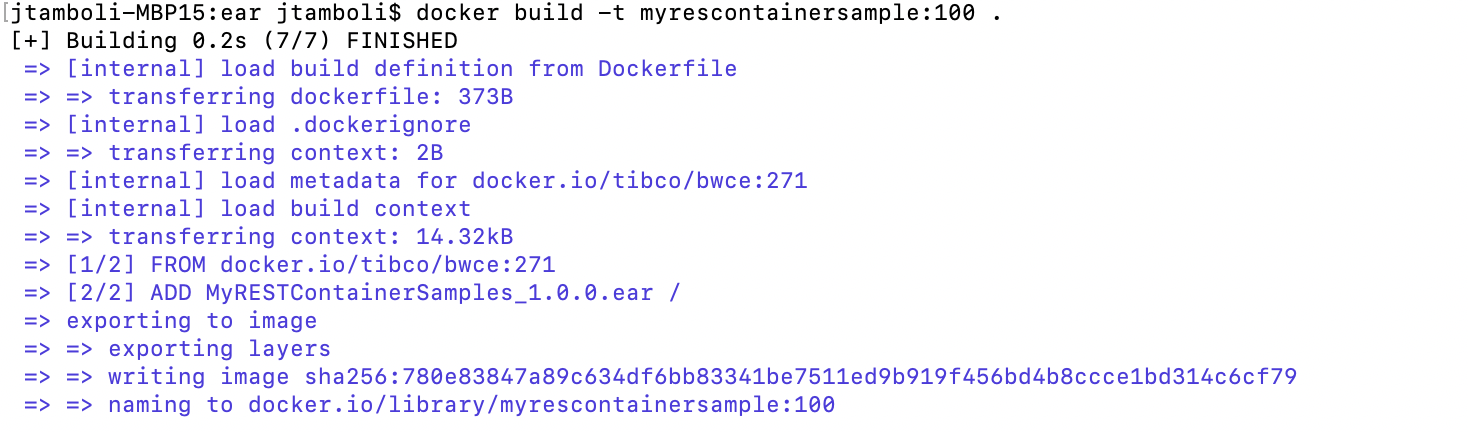 [jtamboli-MBP15:ear jtamboli$ docker build -t myrescontainersample:100 .
[+] Building 0.2s (7/7) FINISHED
=> [internal] load build definition from Dockerfile
=> => transferring dockerfile: 373B
=> [internal] load .dockerignore
=> => transferring context: 2B
=> [internal] load metadata for docker.io/tibco/bwce:271
=> [internal] load build context
=> => transferring context: 14.32kB
=> [1/2] FROM docker.io/tibco/bwce:271
=> [2/2] ADD MyRESTContainerSamples_1.0.0.ear /
=> exporting to image
=> => exporting layers
=> => writing image sha256:780e83847a89c634df6bb83341be7511ed9b919f456bd4b8ccce1bd314c6cf79
=> => naming to docker.io/library/myrescontainersample:100